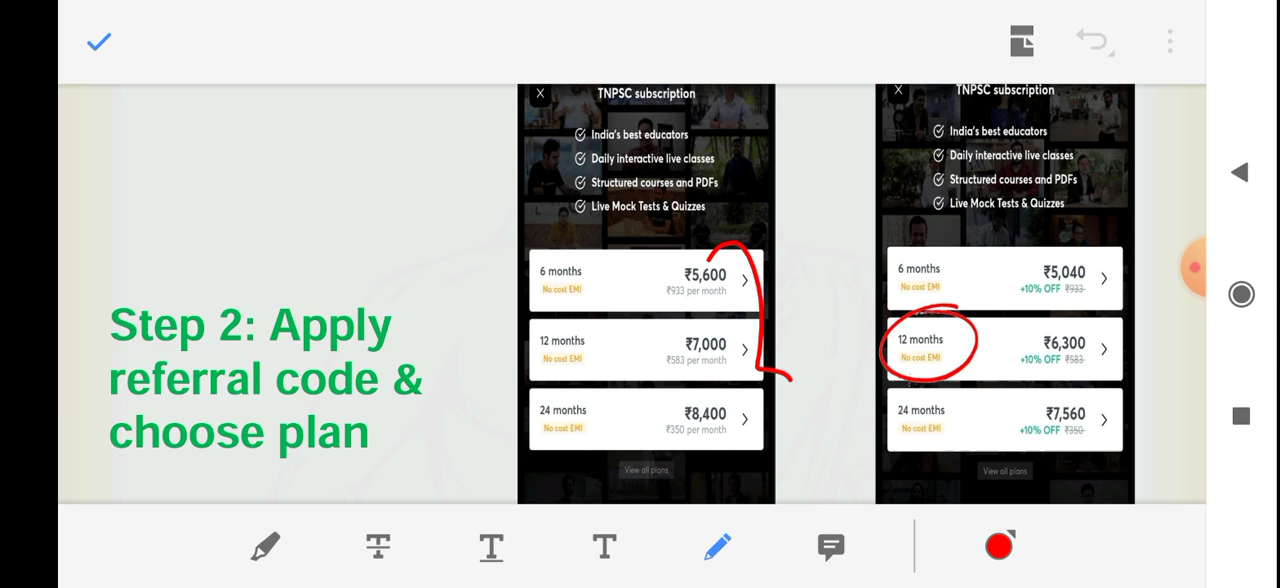 Step 2: Apply
referral code &
choose plan
X
TNPSC subscription
India's best educators
Daily interactive live classes
Structured courses and PDFs
Live Mock Tests & Quizzes
6 months
₹5,600
No cost EMI
₹933 per month
12 months
₹7,000
No cost EMI
₹583 per month
24 months
₹8,400
No cost EMI
₹350 per month
View all plans
X
TNPSC subscription
India's best educators
Daily interactive live classes
Structured courses and PDFs
Live Mock Tests & Quizzes
6 months
₹5,040
No cost EMI
+10% OFF ₹933
12 months
₹6,300
No cost EMI
+10% OFF ₹583
24 months
₹7,560
No cost EMI
+10% OFF ₹350
View all plans